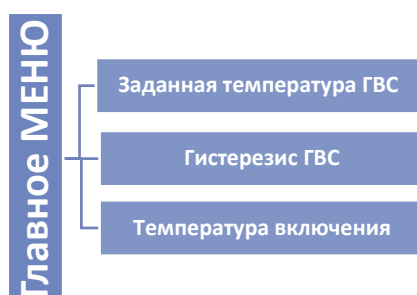 Главное МЕНЮ
Заданная температура ГВС
Гистерезис ГВС
Температура включения